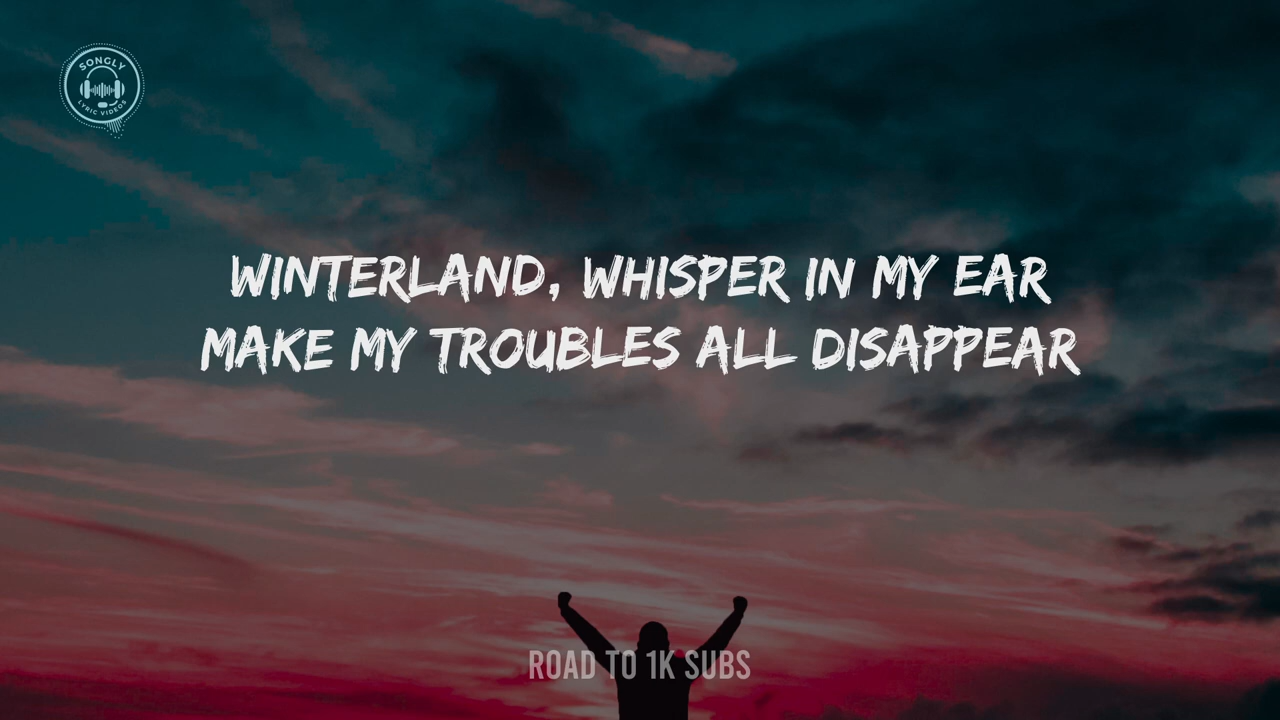 SONGLY
LYRIC VIDEOS
WINTERLAND, WHISPER IN MY EAR
MAKE MY TROUBLES ALL DISAPPEAR
ROAD TO 1K SUBS